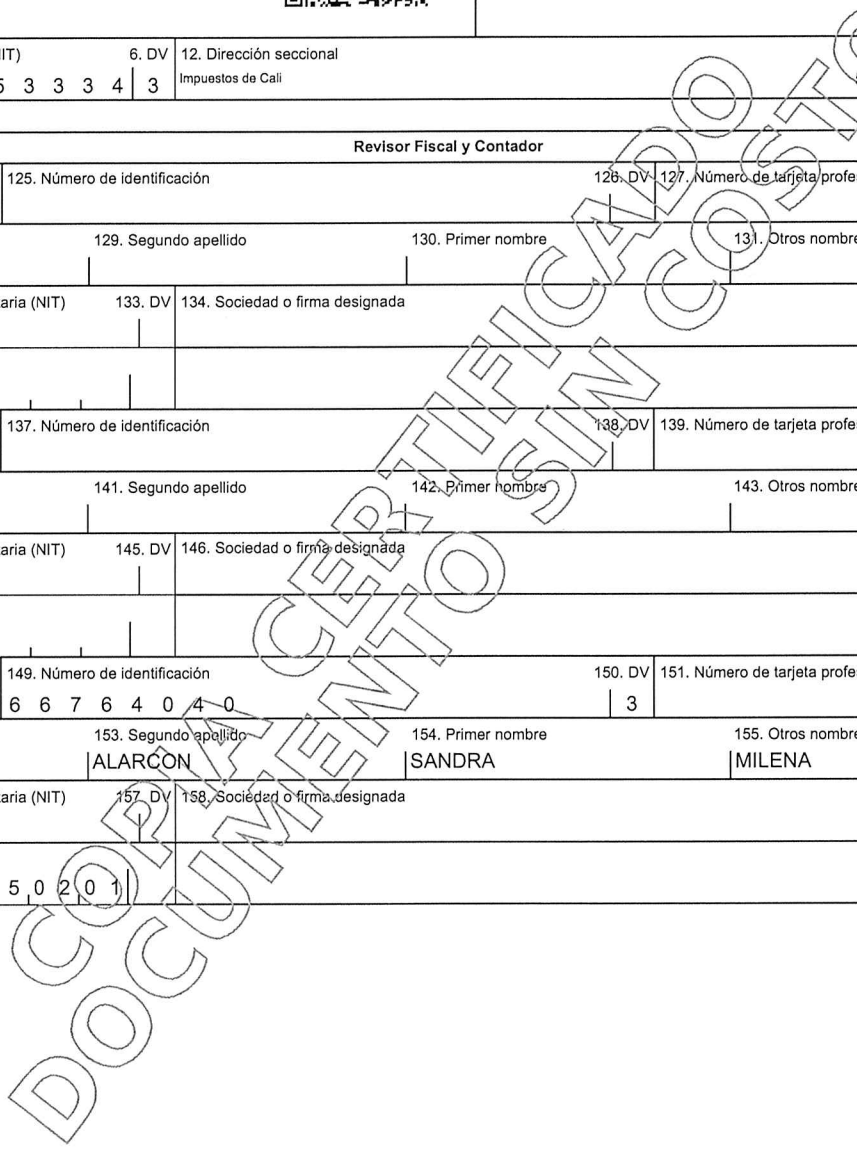 IT) 6. DV 12. Dirección seccional
5 3 3 3 4 3 Impuestos de Cali
Revisor Fiscal y Contador
125. Número de identificación 126. DV 127. Número de tarjeta profe
129. Segundo apellido 130. Primer nombre 131. Otros nombre
aria (NIT) 133. DV 134. Sociedad o firma designada
137. Número de identificación 138. DV 139. Número de tarjeta profe
141. Segundo apellido 142. Primer nombre 143. Otros nombre
aria (NIT) 145. DV 146. Sociedad o firma designada
149. Número de identificación 150. DV 151. Número de tarjeta profe
6 6 7 6 4 0 4 0 3
153. Segundo apellido 154. Primer nombre 155. Otros nombre
ALARCON SANDRA MILENA
aria (NIT) 157. DV 158. Sociedad o firma designada
5 0 2 0 1
COPIA CERTIFICADO
DOCUMENTO SIN COSTO